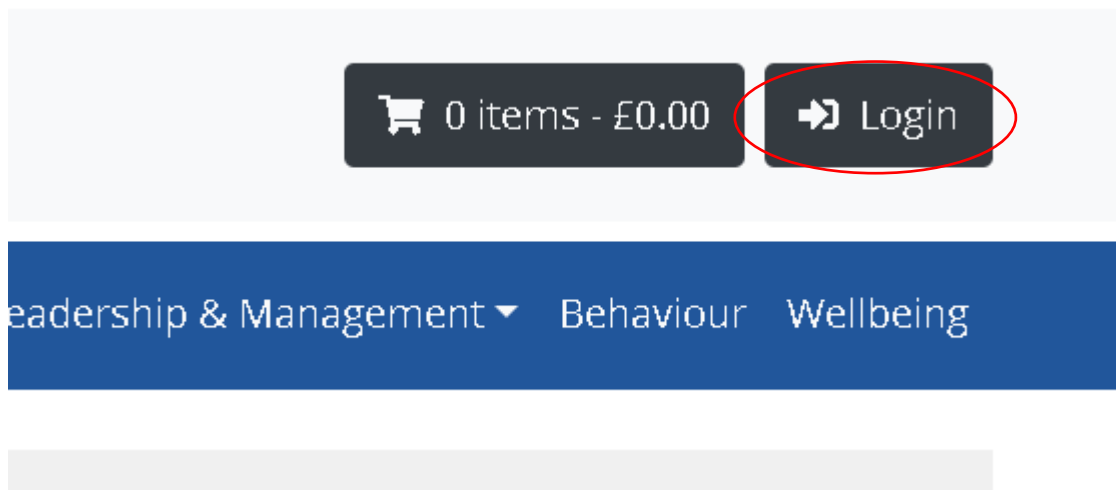 0 items - £0.00 Login
eadership & Management Behaviour Wellbeing